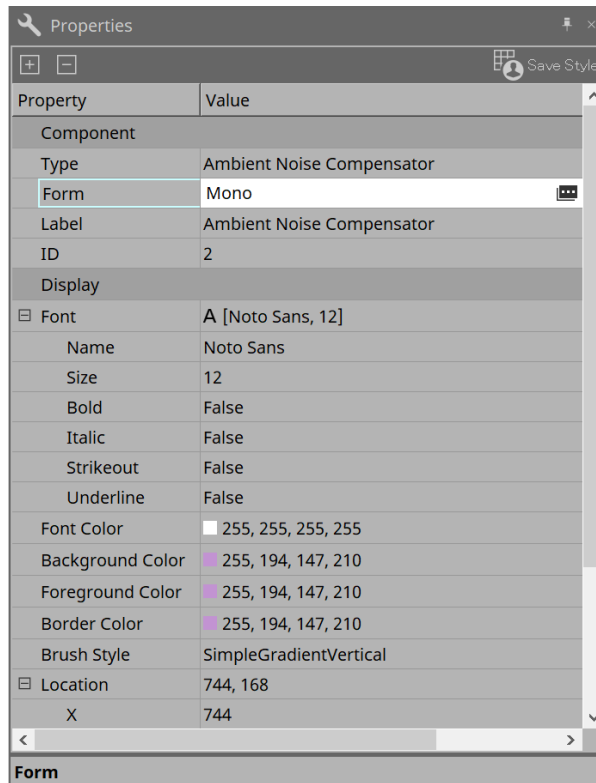 Properties
Save Style
Property Value
Component
Type Ambient Noise Compensator
Form Mono
Label Ambient Noise Compensator
ID 2
Display
Font A [Noto Sans, 12]
Name Noto Sans
Size 12
Bold False
Italic False
Strikeout False
Underline False
Font Color 255, 255, 255, 255
Background Color 255, 194, 147, 210
Foreground Color 255, 194, 147, 210
Border Color 255, 194, 147, 210
Brush Style SimpleGradientVertical
Location 744, 168
X 744
Form